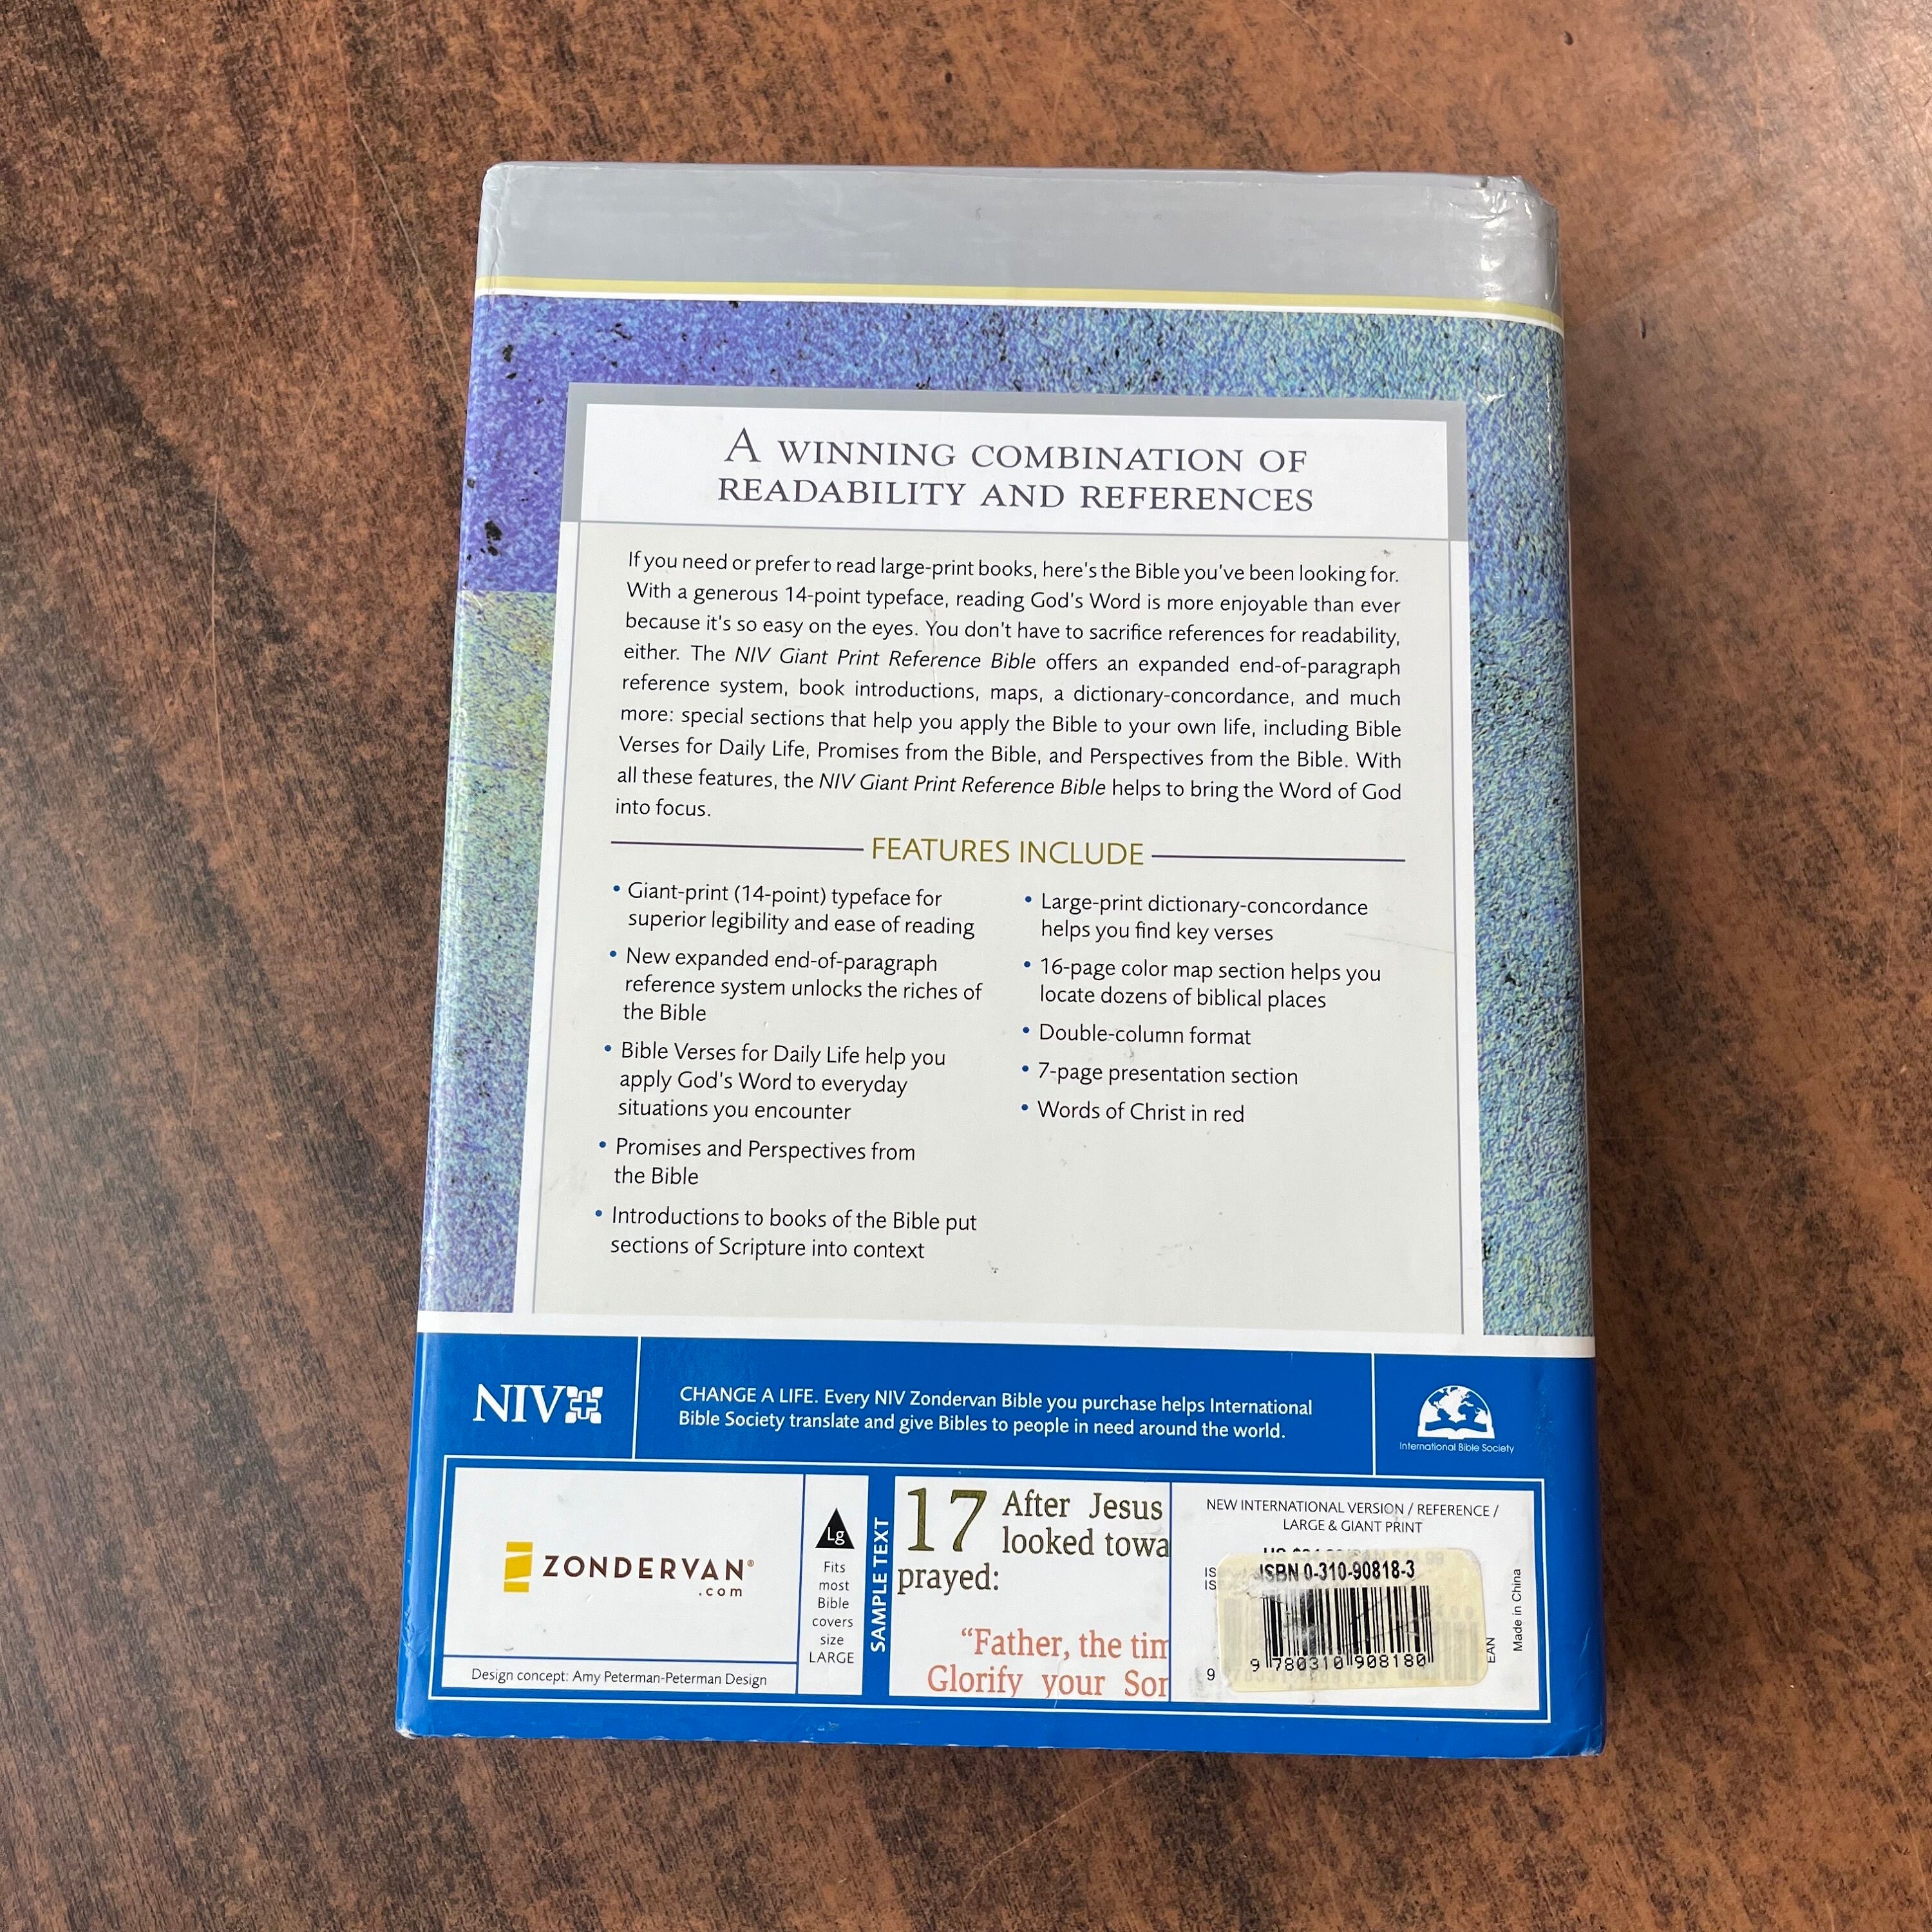 A WINNING COMBINATION OF
READABILITY AND REFERENCES
If you need or prefer to read large-print books, here's the Bible you've been looking for.
With a generous 14-point typeface, reading God's Word is more enjoyable than ever
because it's so easy on the eyes. You don't have to sacrifice references for readability,
either. The NIV Giant Print Reference Bible offers an expanded end-of-paragraph
reference system, book introductions, maps, a dictionary-concordance, and much
more: special sections that help you apply the Bible to your own life, including Bible
Verses for Daily Life, Promises from the Bible, and Perspectives from the Bible. With
all these features, the NIV Giant Print Reference Bible helps to bring the Word of God
into focus.
FEATURES INCLUDE
• Giant-print (14-point) typeface for
superior legibility and ease of reading
• New expanded end-of-paragraph
reference system unlocks the riches of
the Bible
• Bible Verses for Daily Life help you
apply God's Word to everyday
situations you encounter
• Promises and Perspectives from
the Bible
• Introductions to books of the Bible put
sections of Scripture into context
• Large-print dictionary-concordance
helps you find key verses
• 16-page color map section helps you
locate dozens of biblical places
• Double-column format
• 7-page presentation section
• Words of Christ in red
NIV
CHANGE A LIFE. Every NIV Zondervan Bible you purchase helps International
Bible Society translate and give Bibles to people in need around the world.
International Bible Society
ZONDERVAN®
.com
Design concept: Amy Peterman-Peterman Design
Lg
Fits
most
Bible
covers
size
LARGE
SAMPLE TEXT
17 After Jesus
looked towa
prayed:
“Father, the tim
Glorify your Son
NEW INTERNATIONAL VERSION / REFERENCE /
LARGE & GIANT PRINT
IS
IS
ISBN 0-310-90818-3
9 780310 908180
9
EAN
Made in China